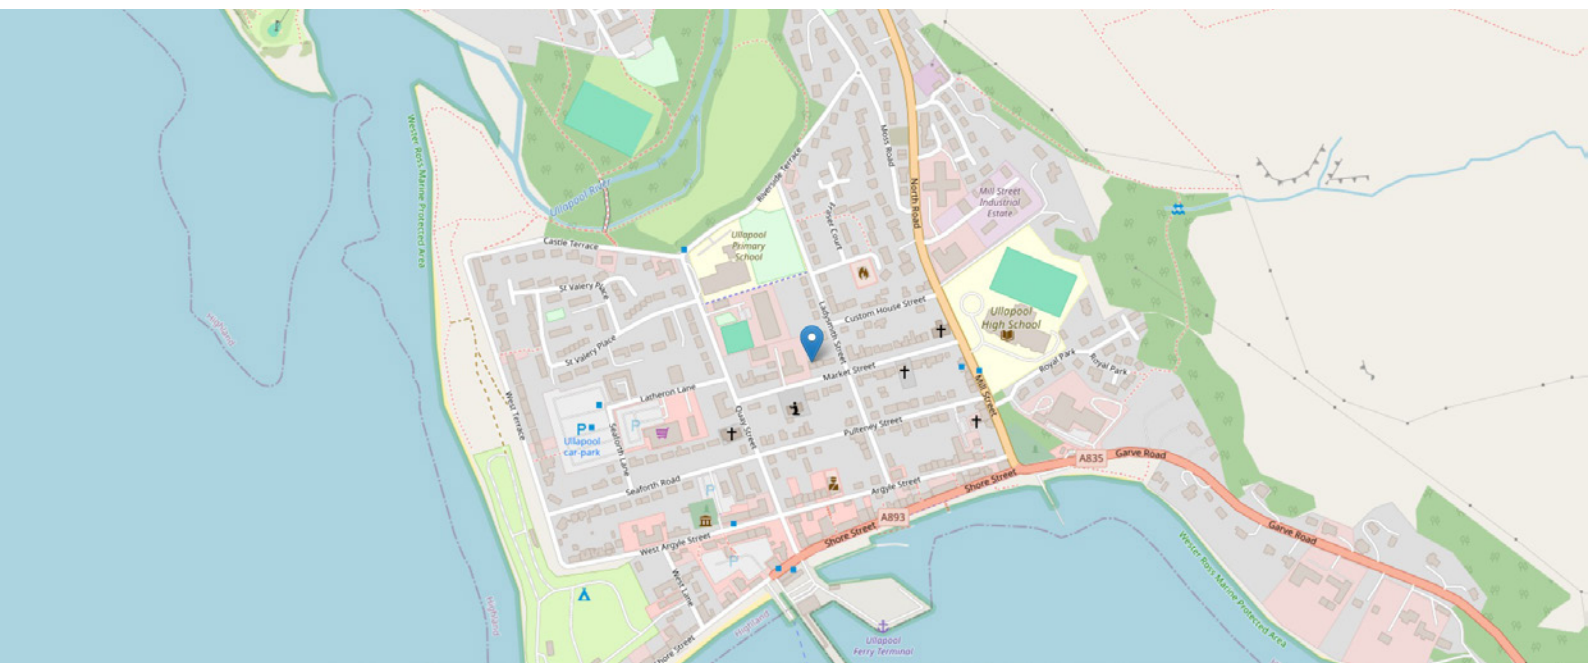 Wester Ross Marine Protected Area
Highland
Ullapool River
Castle Terrace
Riverside Terrace
Moss Road
North Road
Fraser Court
Mill Street
Industrial
Estate
Ullapool
Primary
School
St Valery Place
St Valery Place
Ladysmith Street
Custom House Street
Ullapool
High School
Royal Park
Royal Park
Market Street
Mill Street
Latheron Lane
West Terrace
Quay Street
P
Ullapool
car-park
P
Seaforth Lane
Pulteney Street
Seaforth Road
P
Argyle Street
Shore Street
A835
Garve Road
A893
Shore Street
West Argyle Street
P
West Lane
Garve Road
Wester Ross Marine Protected Area
Highland
Highland
Shore Street
Ullapool
Ferry Terminal